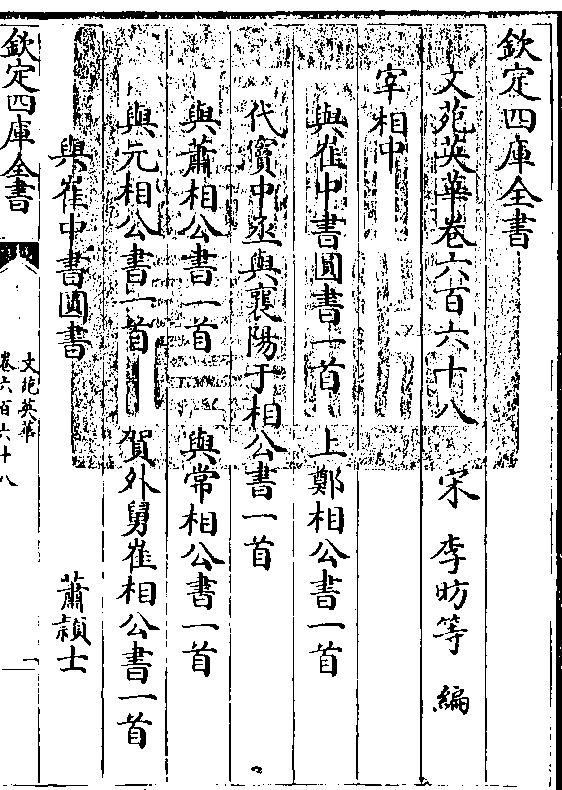 欽定四庫全書
文苑英華卷六百六十八 宋 李昉等 編
宰相中
與崔中書圓書一首 上鄭相公書一首
代竇中丞與襄陽于相公書一首
與蕭相公書一首 與常相公書一首
與元相公書一首 賀外舅崔相公書一首
與崔中書圓書 蕭穎士
欽定四庫全書
文苑英華
卷六百六十八
一